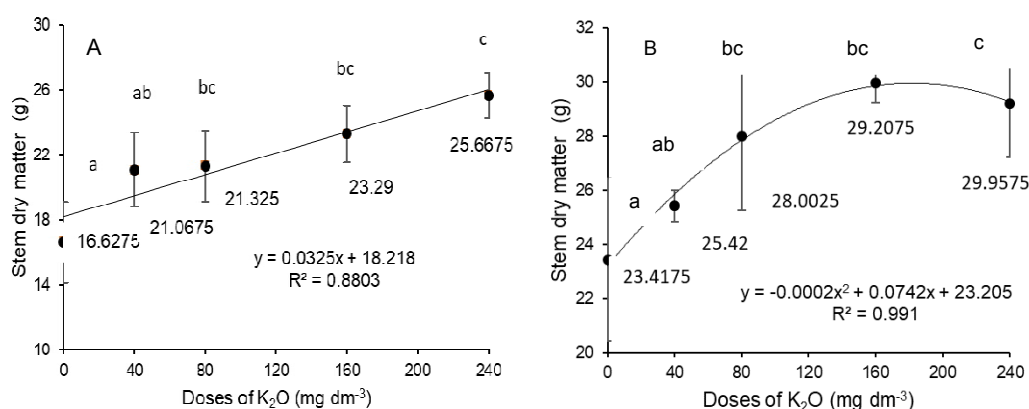 A
Stem dry matter (g)
30
26
22
18
14
10
a
ab
bc
bc
c
16.6275
21.0675
21.325
23.29
25.6675
y = 0.0325x + 18.218
R² = 0.8803
0 40 80 120 160 200 240
Doses of K₂O (mg dm⁻³)
B
Stem dry matter (g)
32
30
28
26
24
22
20
a
ab
bc
bc
c
23.4175
25.42
28.0025
29.2075
29.9575
y = -0.0002x² + 0.0742x + 23.205
R² = 0.991
0 40 80 120 160 200 240
Doses of K₂O (mg dm⁻³)